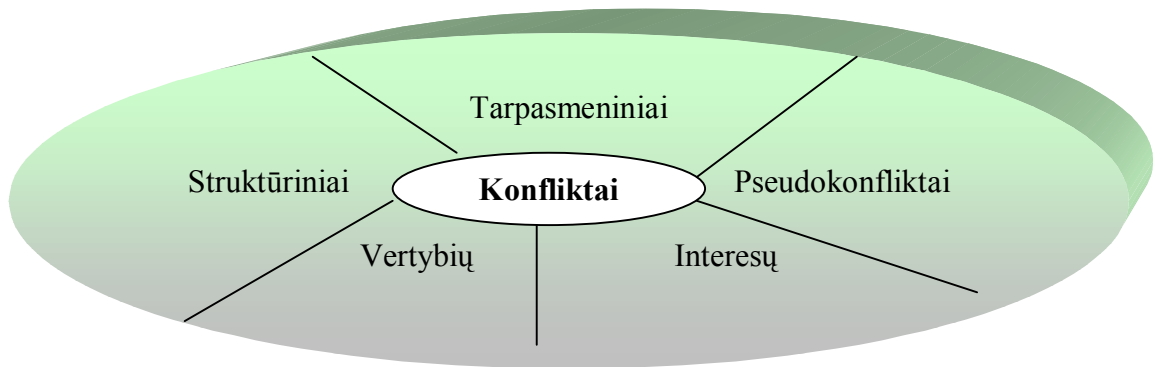 Tarpasmeniniai
Struktūriniai
Konfliktai
Pseudokonfliktai
Vertybių
Interesų